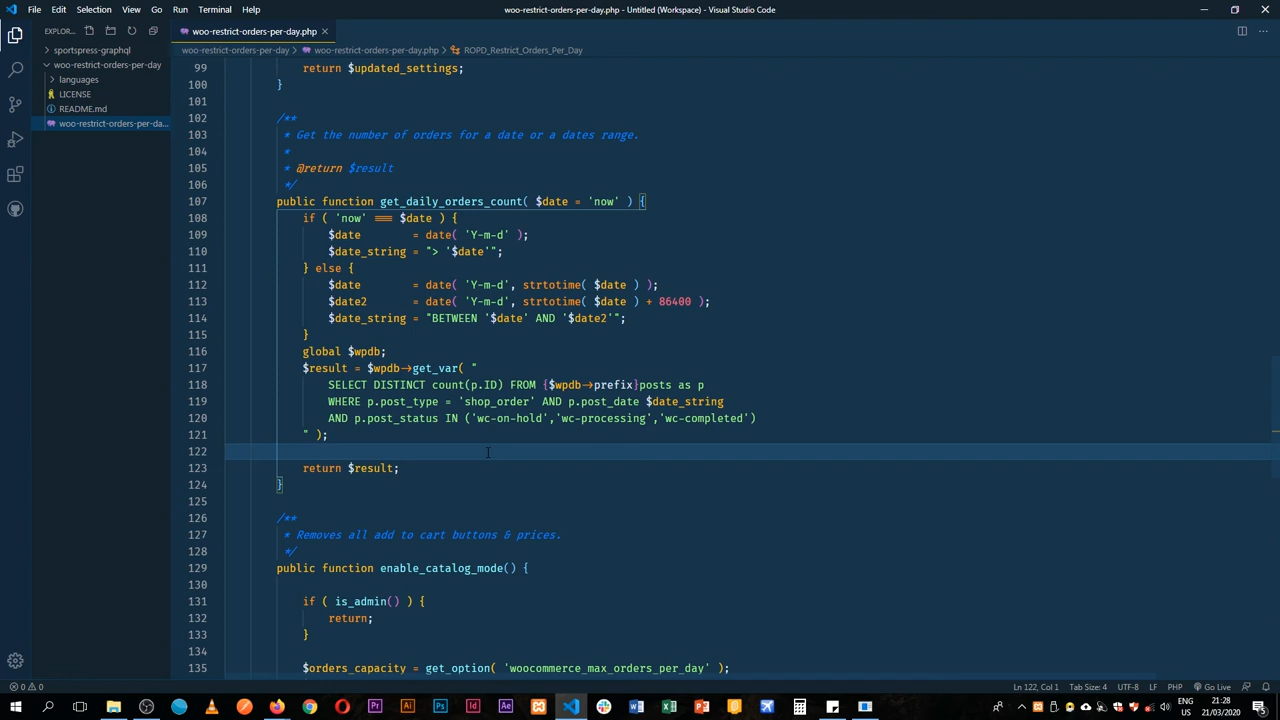 File Edit Selection View Go Run Terminal Help
woo-restrict-orders-per-day.php - Untitled (Workspace) - Visual Studio Code
EXPLOR...
woo-restrict-orders-per-day.php
sportspress-graphql
woo-restrict-orders-per-day
languages
LICENSE
README.md
woo-restrict-orders-per-da...
woo-restrict-orders-per-day > woo-restrict-orders-per-day.php > ROPD_Restrict_Orders_Per_Day
99 return $updated_settings;
100 }
101
102 /**
103 * Get the number of orders for a date or a dates range.
104 *
105 * @return $result
106 */
107 public function get_daily_orders_count( $date = 'now' ) {
108 if ( 'now' === $date ) {
109 $date = date( 'Y-m-d' );
110 $date_string = "> '$date'";
111 } else {
112 $date = date( 'Y-m-d', strtotime( $date ) );
113 $date2 = date( 'Y-m-d', strtotime( $date ) + 86400 );
114 $date_string = "BETWEEN '$date' AND '$date2'";
115 }
116 global $wpdb;
117 $result = $wpdb->get_var( "
118 SELECT DISTINCT count(p.ID) FROM {$wpdb->prefix}posts as p
119 WHERE p.post_type = 'shop_order' AND p.post_date $date_string
120 AND p.post_status IN ('wc-on-hold','wc-processing','wc-completed')
121 " );
122
123 return $result;
124 }
125
126 /**
127 * Removes all add to cart buttons & prices.
128 */
129 public function enable_catalog_mode() {
130
131 if ( is_admin() ) {
132 return;
133 }
134
135 $orders_capacity = get_option( 'woocommerce_max_orders_per_day' );
0 0
Ln 122, Col 1 Tab Size: 4 UTF-8 LF PHP Go Live
Pr Ai Ps Id Ae
ENG
US
21:28
21/03/2020